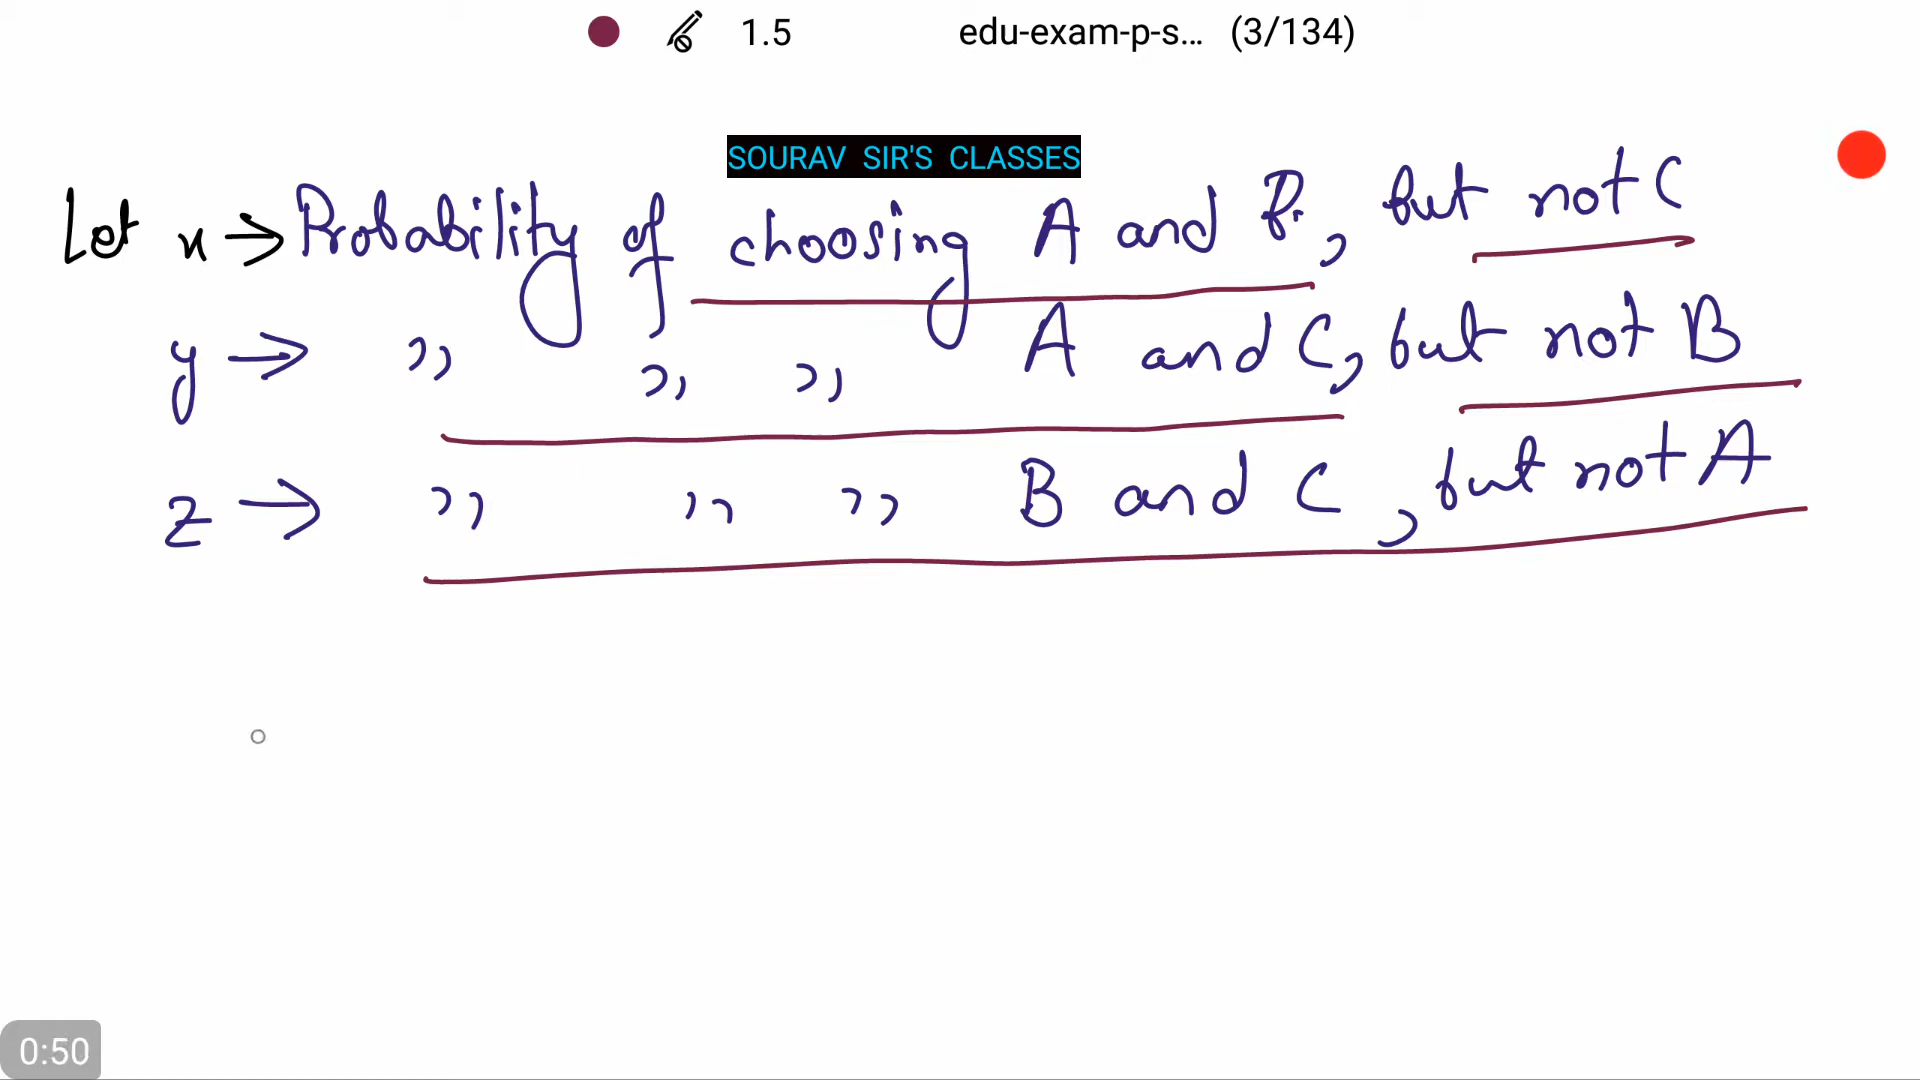 1.5 edu-exam-p-s... (3/134)
SOURAV SIR'S CLASSES
Let x → Probability of choosing A and B, but not C
y → ,, ,, ,, A and C, but not B
z → ,, ,, ,, B and C, but not A
0:50